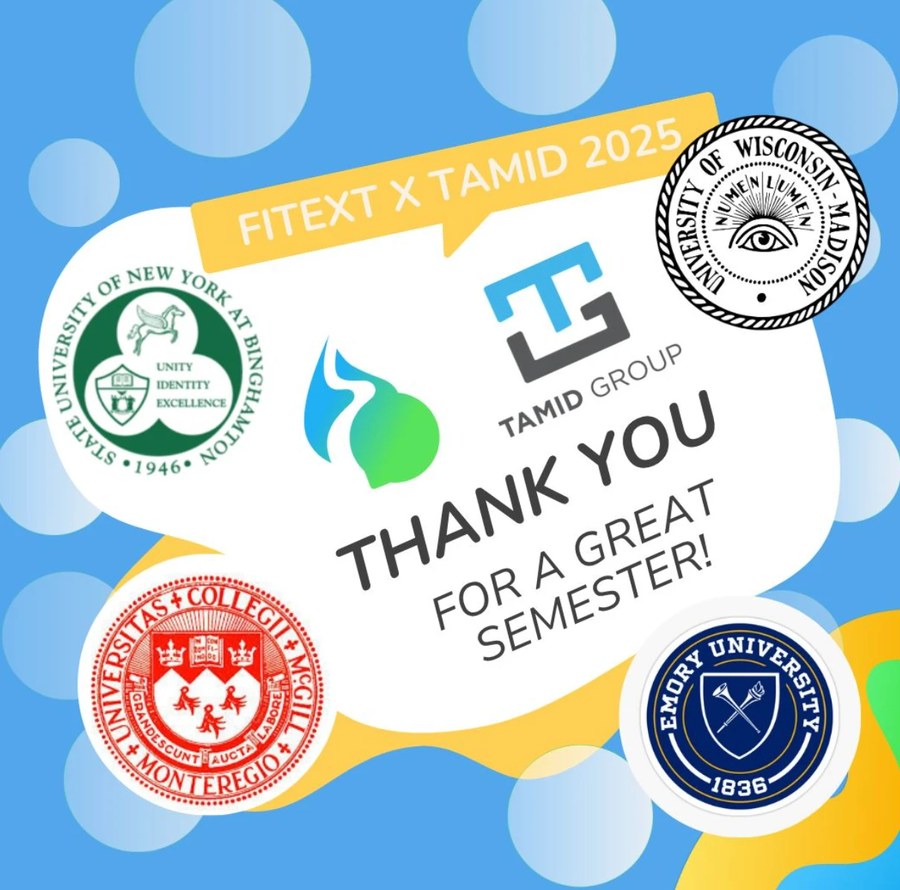 FITEXT X TAMID 2025
UNIVERSITY OF WISCONSIN-MADISON
NUMEN LUMEN
STATE UNIVERSITY OF NEW YORK AT BINGHAMTON
UNITY
IDENTITY
EXCELLENCE
•1946•
TAMID GROUP
THANK YOU
FOR A GREAT
SEMESTER!
UNIVERSITAS COLLEGII McGILL
MONTEREGIO
GRANDESCUNT AUCTA LABORE
EMORY UNIVERSITY
1836